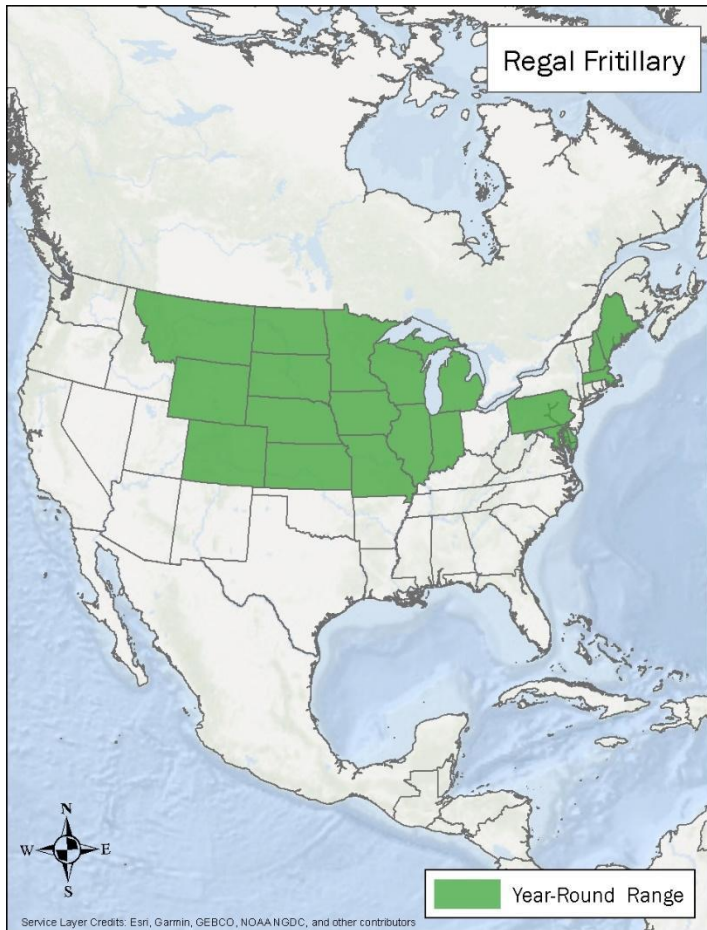 Regal Fritillary
N
W E
S
Year-Round Range
Service Layer Credits: Esri, Garmin, GEBCO, NOAA NGDC, and other contributors